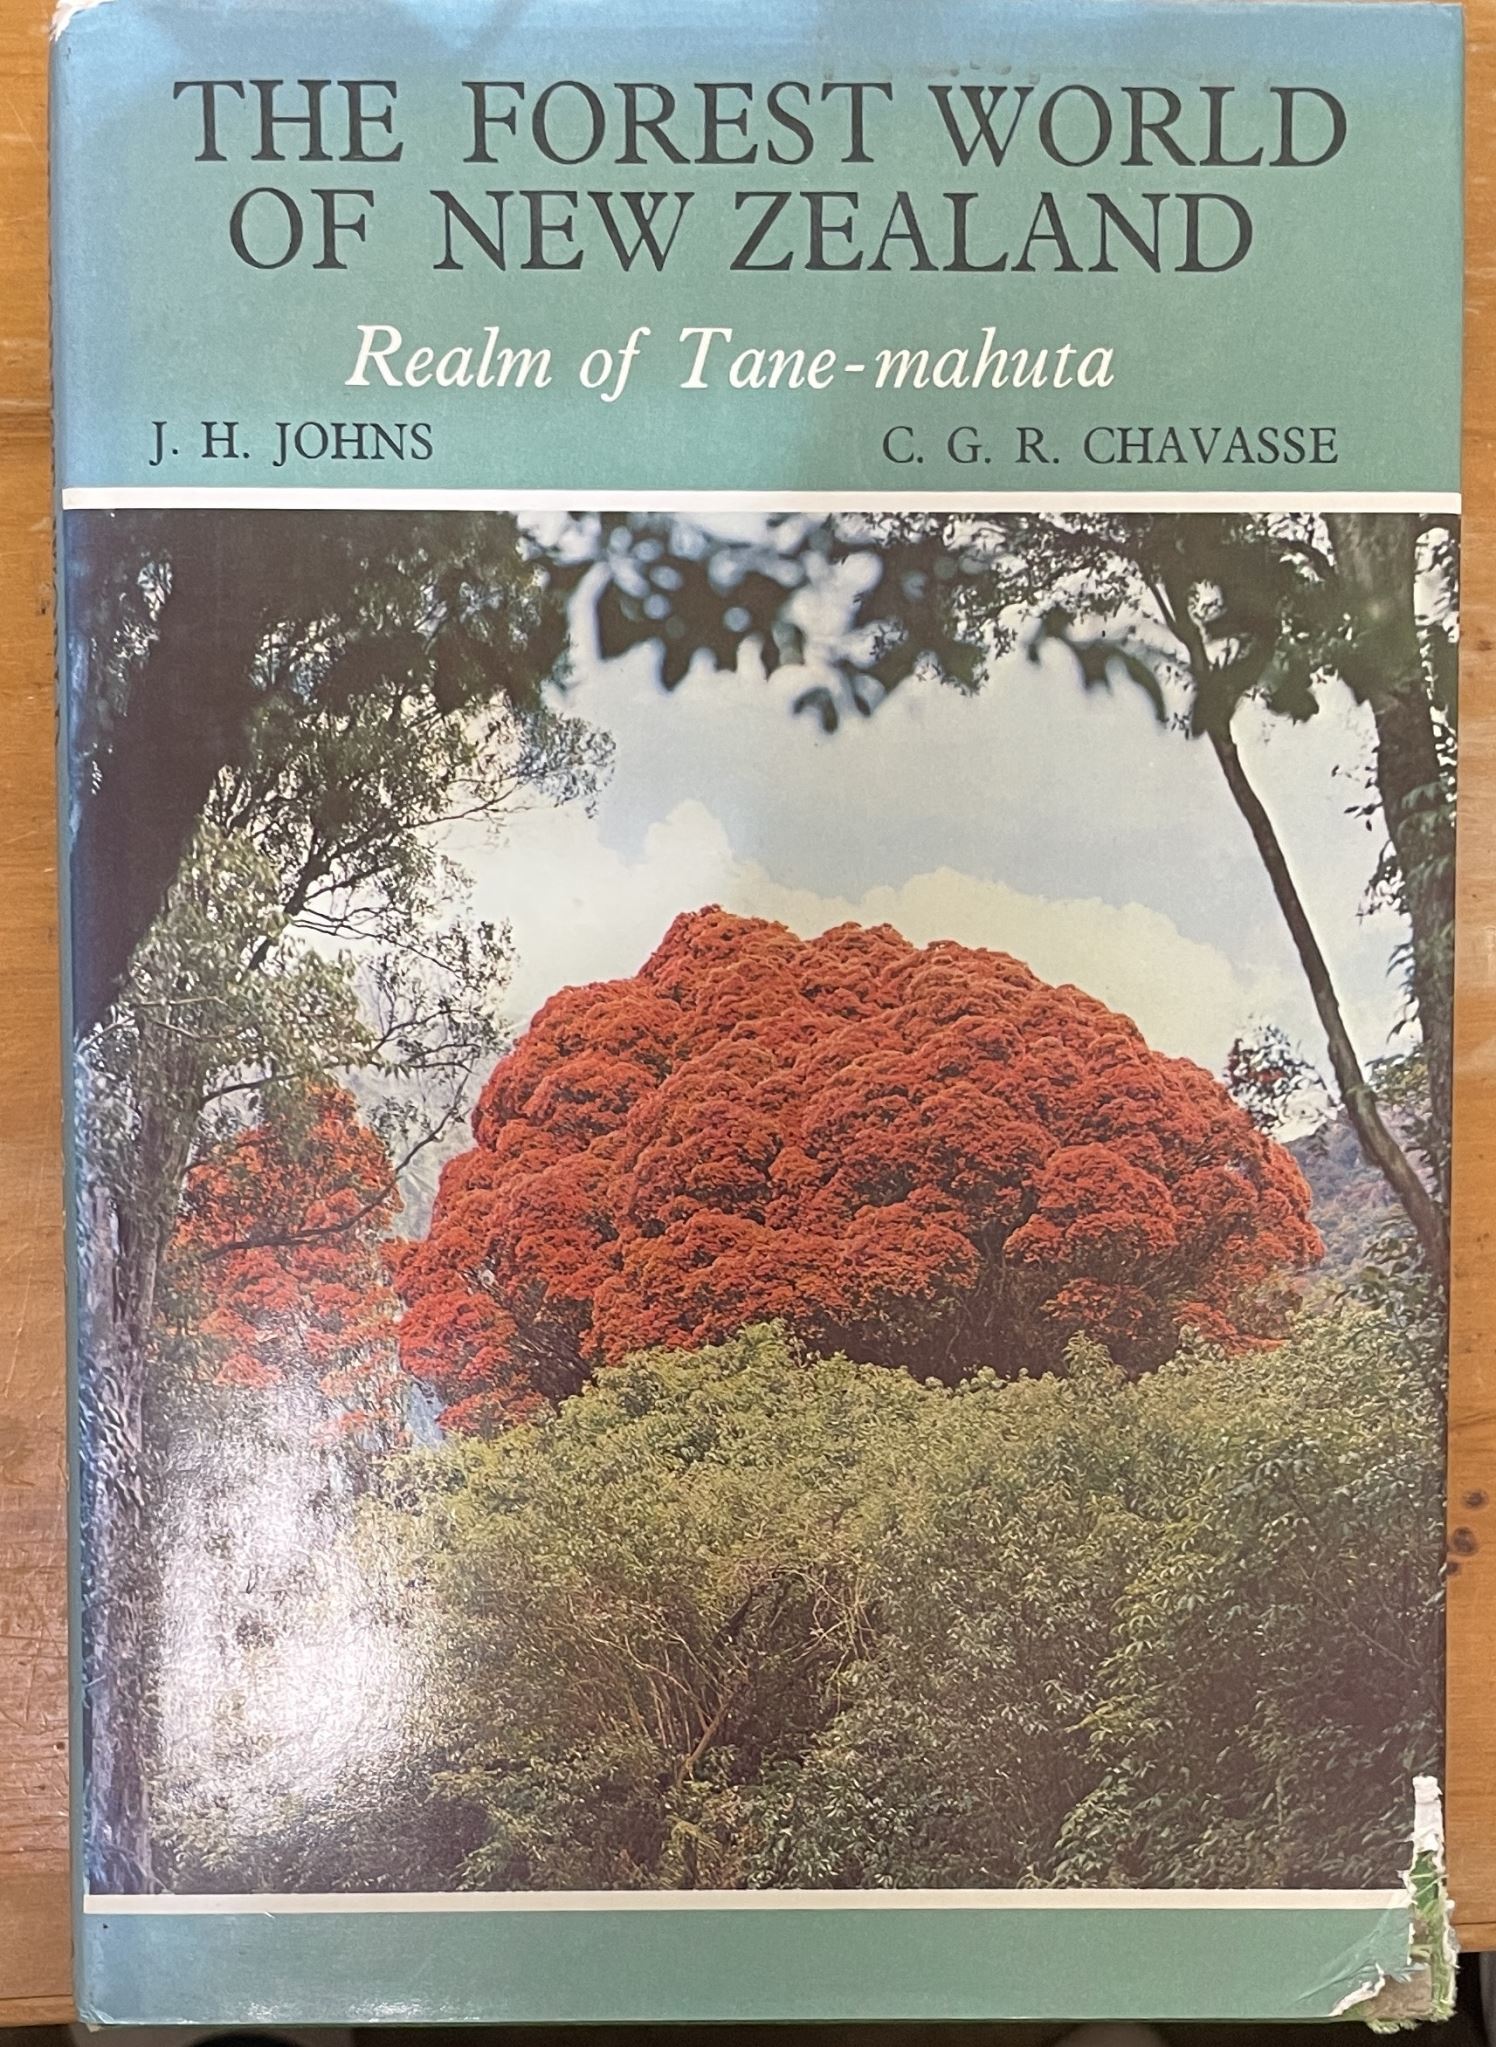 THE FOREST WORLD
OF NEW ZEALAND
Realm of Tane-mahuta
J. H. JOHNS C. G. R. CHAVASSE